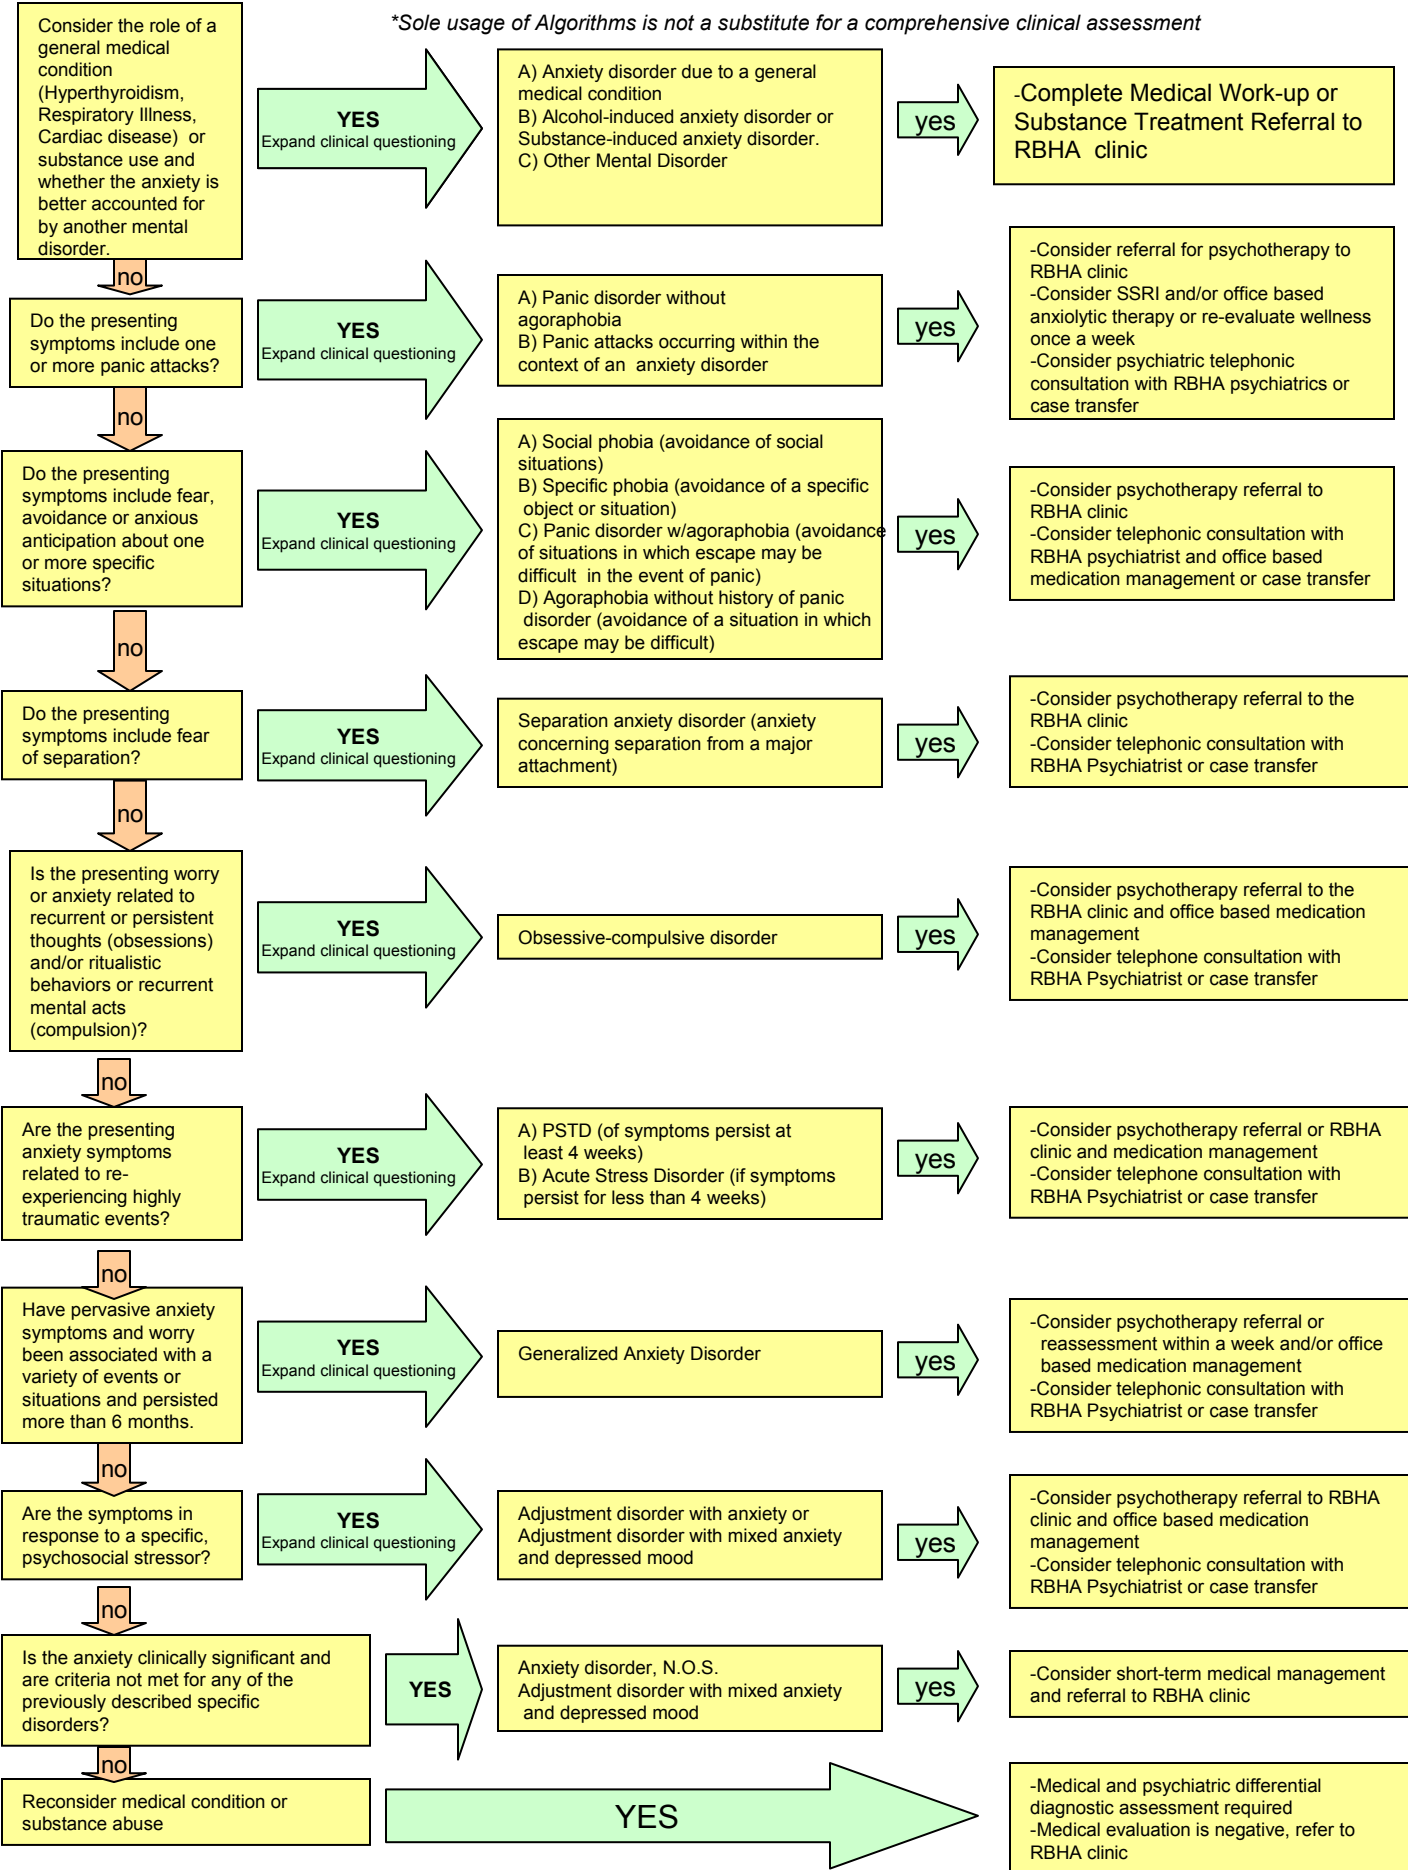 *Sole usage of Algorithms is not a substitute for a comprehensive clinical assessment
Consider the role of a
general medical
condition
(Hyperthyroidism,
Respiratory Illness,
Cardiac disease) or
substance use and
whether the anxiety is
better accounted for
by another mental
disorder.
YES
Expand clinical questioning
A) Anxiety disorder due to a general
medical condition
B) Alcohol-induced anxiety disorder or
Substance-induced anxiety disorder.
C) Other Mental Disorder
yes
-Complete Medical Work-up or
Substance Treatment Referral to
RBHA clinic
no
Do the presenting
symptoms include one
or more panic attacks?
YES
Expand clinical questioning
A) Panic disorder without
agoraphobia
B) Panic attacks occurring within the
context of an anxiety disorder
yes
-Consider referral for psychotherapy to
RBHA clinic
-Consider SSRI and/or office based
anxiolytic therapy or re-evaluate wellness
once a week
-Consider psychiatric telephonic
consultation with RBHA psychiatrics or
case transfer
no
Do the presenting
symptoms include fear,
avoidance or anxious
anticipation about one
or more specific
situations?
YES
Expand clinical questioning
A) Social phobia (avoidance of social
situations)
B) Specific phobia (avoidance of a specific
object or situation)
C) Panic disorder w/agoraphobia (avoidance
of situations in which escape may be
difficult in the event of panic)
D) Agoraphobia without history of panic
disorder (avoidance of a situation in which
escape may be difficult)
yes
-Consider psychotherapy referral to
RBHA clinic
-Consider telephonic consultation with
RBHA psychiatrist and office based
medication management or case transfer
no
Do the presenting
symptoms include fear
of separation?
YES
Expand clinical questioning
Separation anxiety disorder (anxiety
concerning separation from a major
attachment)
yes
-Consider psychotherapy referral to the
RBHA clinic
-Consider telephonic consultation with
RBHA Psychiatrist or case transfer
no
Is the presenting worry
or anxiety related to
recurrent or persistent
thoughts (obsessions)
and/or ritualistic
behaviors or recurrent
mental acts
(compulsion)?
YES
Expand clinical questioning
Obsessive-compulsive disorder
yes
-Consider psychotherapy referral to the
RBHA clinic and office based medication
management
-Consider telephone consultation with
RBHA Psychiatrist or case transfer
no
Are the presenting
anxiety symptoms
related to re-
experiencing highly
traumatic events?
YES
Expand clinical questioning
A) PSTD (of symptoms persist at
least 4 weeks)
B) Acute Stress Disorder (if symptoms
persist for less than 4 weeks)
yes
-Consider psychotherapy referral or RBHA
clinic and medication management
-Consider telephone consultation with
RBHA Psychiatrist or case transfer
no
Have pervasive anxiety
symptoms and worry
been associated with a
variety of events or
situations and persisted
more than 6 months.
YES
Expand clinical questioning
Generalized Anxiety Disorder
yes
-Consider psychotherapy referral or
reassessment within a week and/or office
based medication management
-Consider telephonic consultation with
RBHA Psychiatrist or case transfer
no
Are the symptoms in
response to a specific,
psychosocial stressor?
YES
Expand clinical questioning
Adjustment disorder with anxiety or
Adjustment disorder with mixed anxiety
and depressed mood
yes
-Consider psychotherapy referral to RBHA
clinic and office based medication
management
-Consider telephonic consultation with
RBHA Psychiatrist or case transfer
no
Is the anxiety clinically significant and
are criteria not met for any of the
previously described specific
disorders?
YES
Anxiety disorder, N.O.S.
Adjustment disorder with mixed anxiety
and depressed mood
yes
-Consider short-term medical management
and referral to RBHA clinic
no
Reconsider medical condition or
substance abuse
YES
-Medical and psychiatric differential
diagnostic assessment required
-Medical evaluation is negative, refer to
RBHA clinic